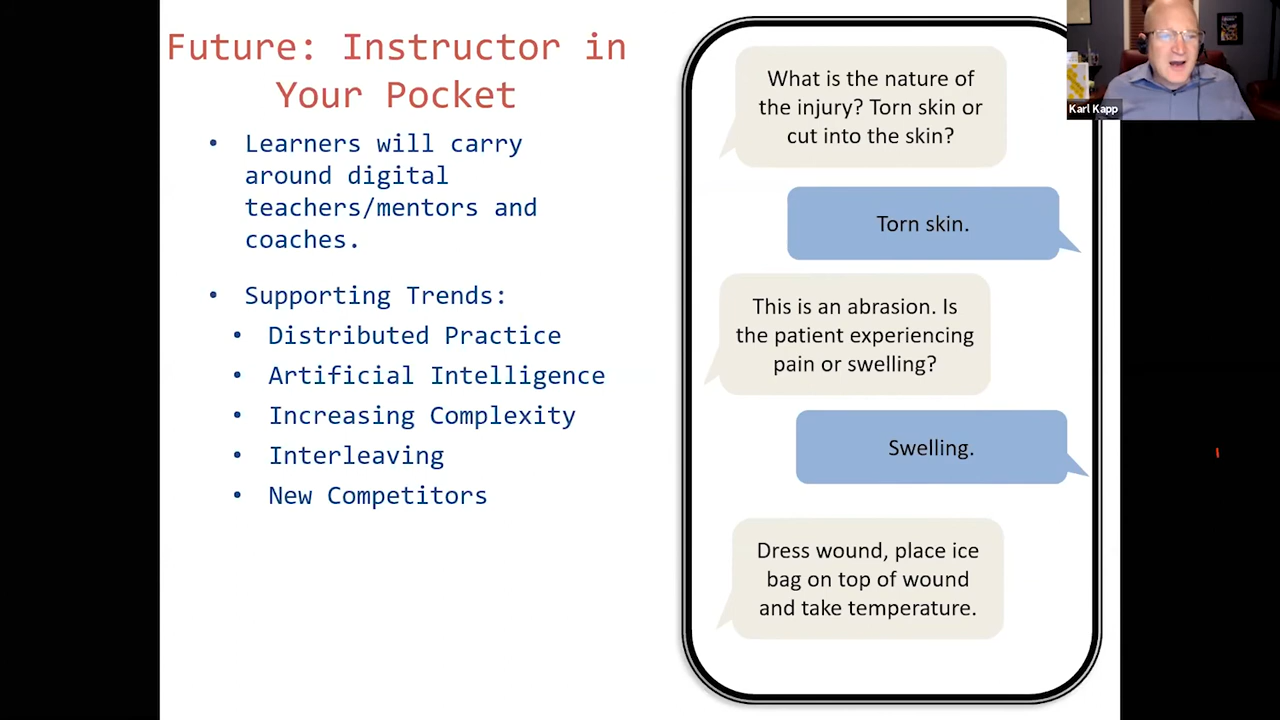 Future: Instructor in
Your Pocket
• Learners will carry
around digital
teachers/mentors and
coaches.
• Supporting Trends:
• Distributed Practice
• Artificial Intelligence
• Increasing Complexity
• Interleaving
• New Competitors
What is the nature of
the injury? Torn skin or
cut into the skin?
Torn skin.
This is an abrasion. Is
the patient experiencing
pain or swelling?
Swelling.
Dress wound, place ice
bag on top of wound
and take temperature.
Karl Kapp